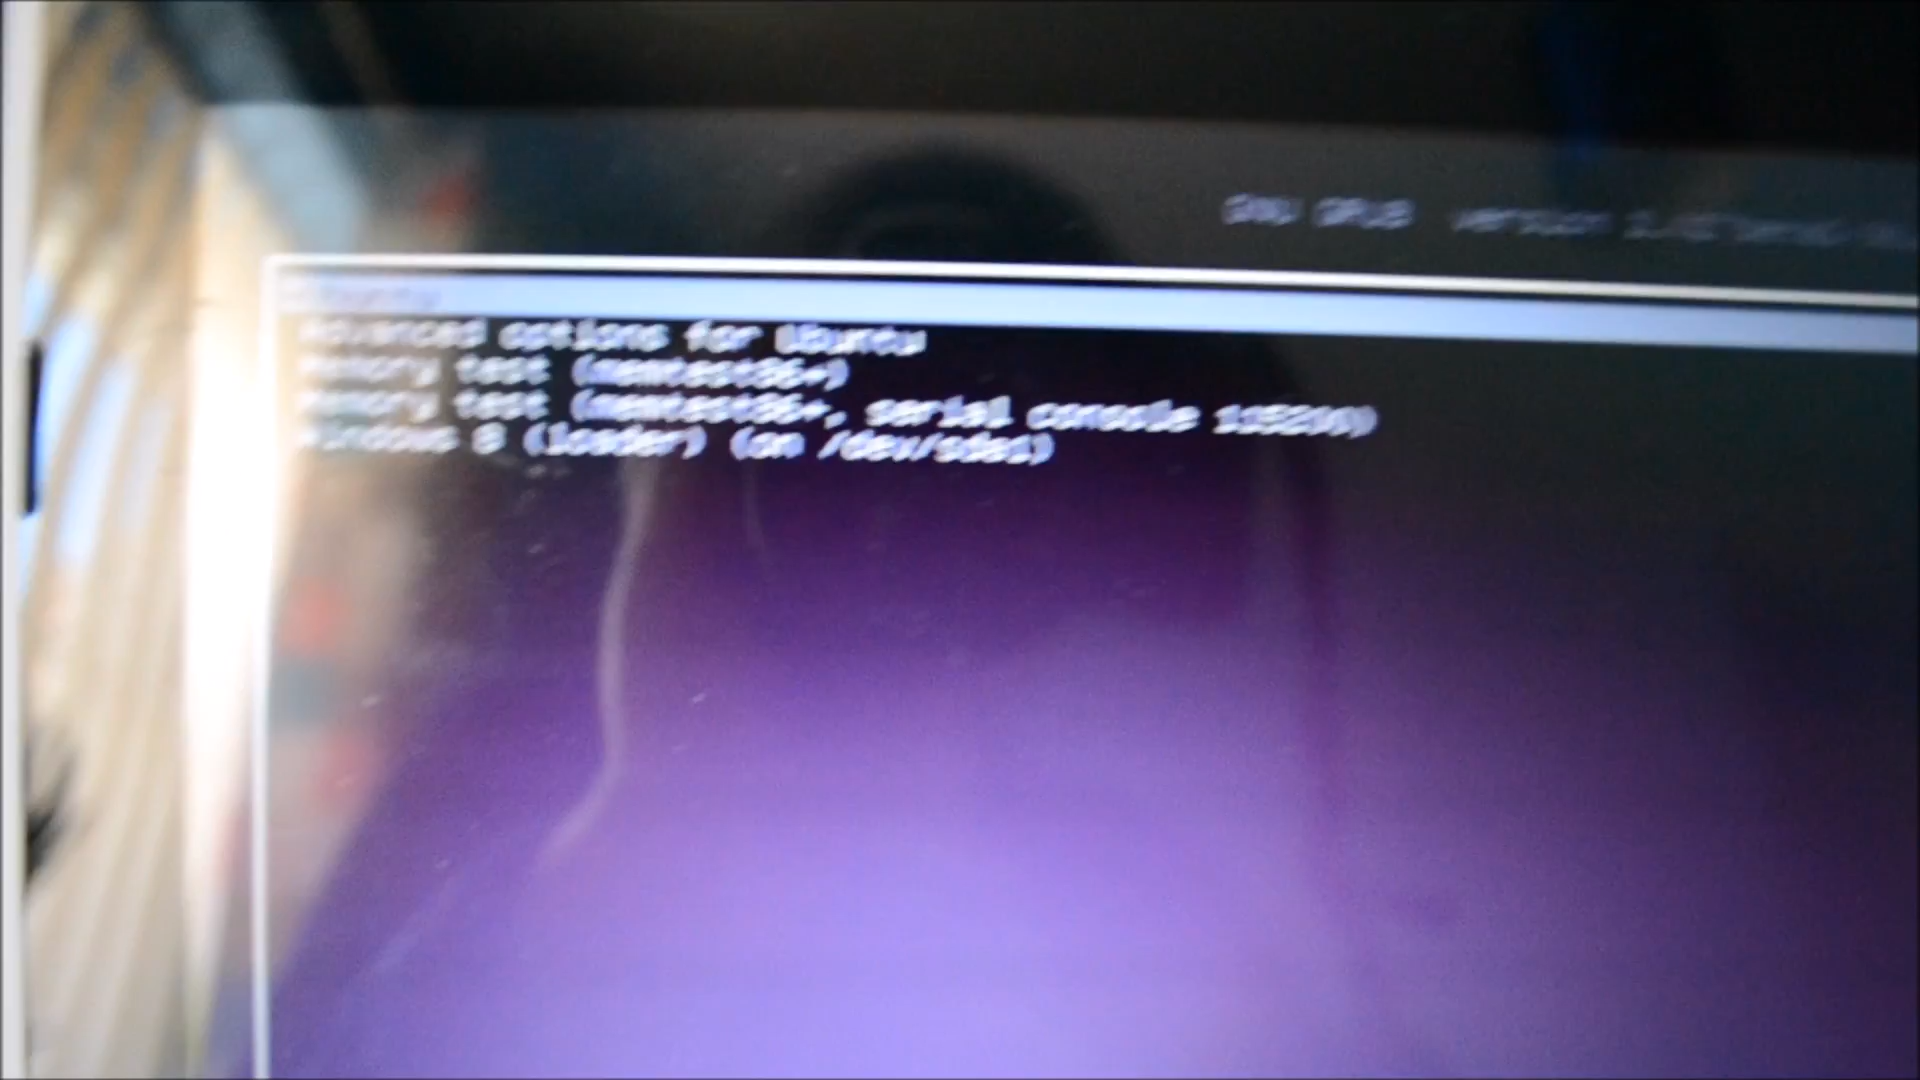 GNU GRUB version
Ubuntu
Advanced options for Ubuntu
Memory test (memtest86+)
Memory test (memtest86+, serial console 115200)
Windows 8 (loader) (on /dev/sda1)